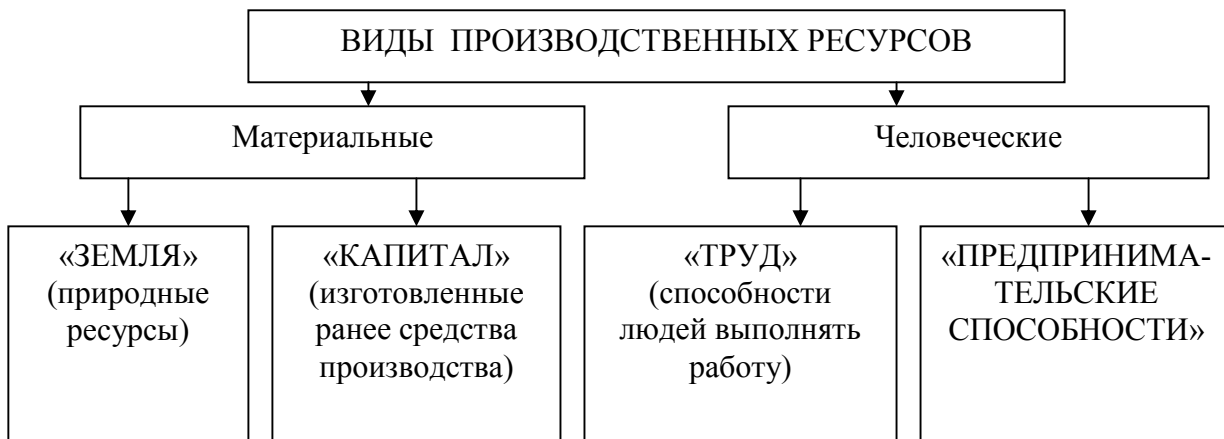 ВИДЫ ПРОИЗВОДСТВЕННЫХ РЕСУРСОВ
Материальные
Человеческие
«ЗЕМЛЯ»
(природные
ресурсы)
«КАПИТАЛ»
(изготовленные
ранее средства
производства)
«ТРУД»
(способности
людей выполнять
работу)
«ПРЕДПРИНИМА-
ТЕЛЬСКИЕ
СПОСОБНОСТИ»